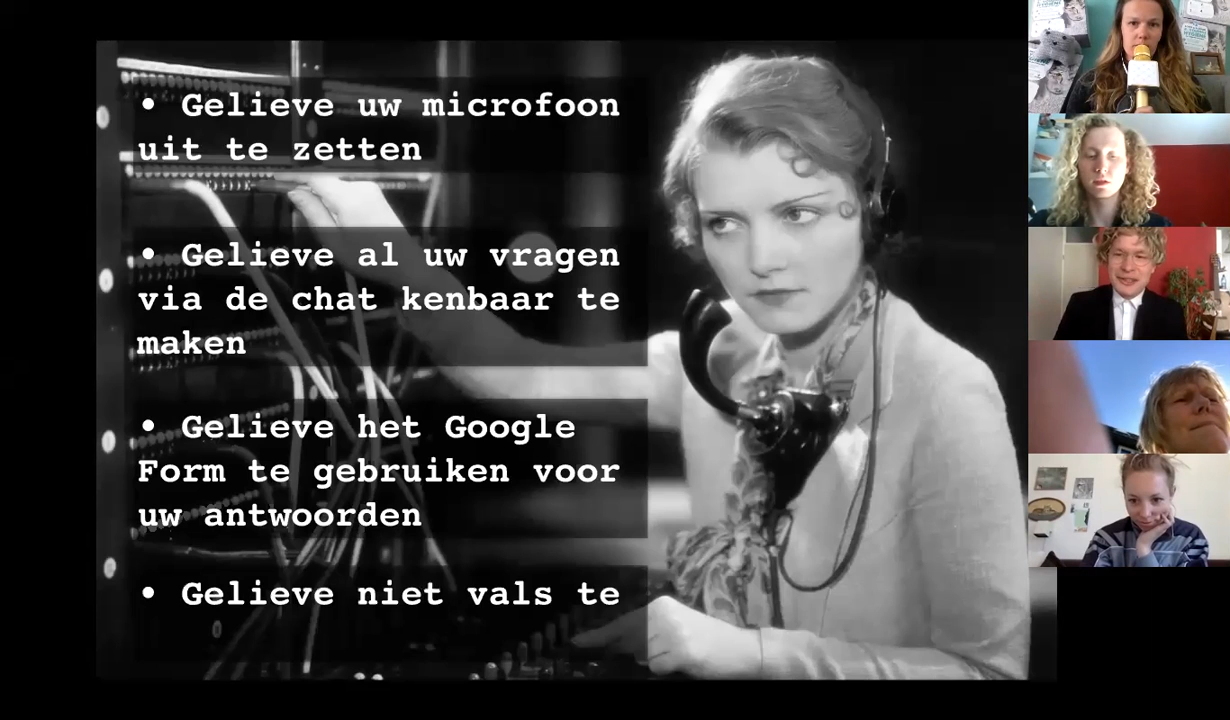 • Gelieve uw microfoon
uit te zetten
• Gelieve al uw vragen
via de chat kenbaar te
maken
• Gelieve het Google
Form te gebruiken voor
uw antwoorden
• Gelieve niet vals te